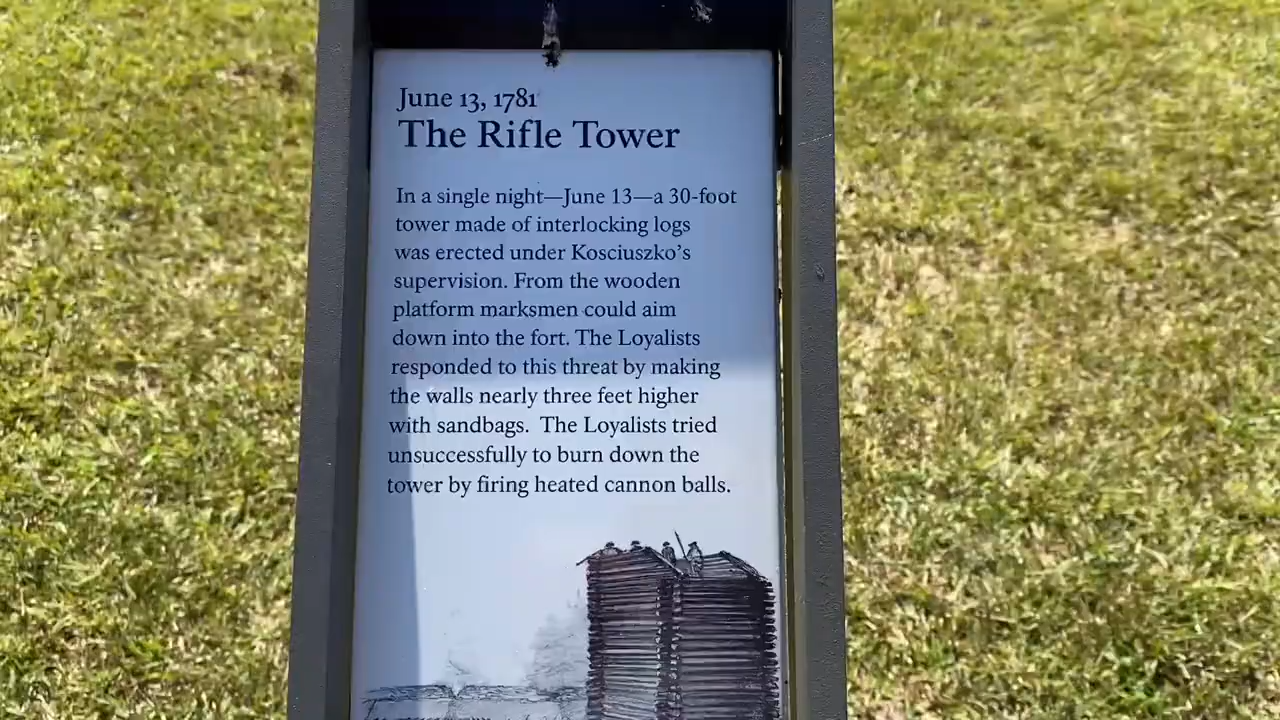 June 13, 1781
The Rifle Tower
In a single night—June 13—a 30-foot
tower made of interlocking logs
was erected under Kosciuszko’s
supervision. From the wooden
platform marksmen could aim
down into the fort. The Loyalists
responded to this threat by making
the walls nearly three feet higher
with sandbags.  The Loyalists tried
unsuccessfully to burn down the
tower by firing heated cannon balls.